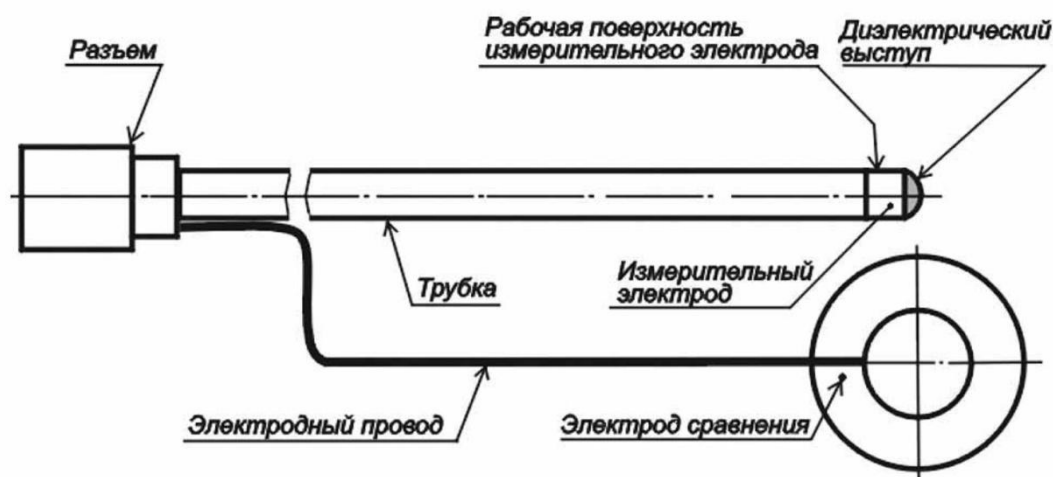 Разъем
Рабочая поверхность
измерительного электрода
Диэлектрический
выступ
Трубка
Измерительный
электрод
Электродный провод
Электрод сравнения